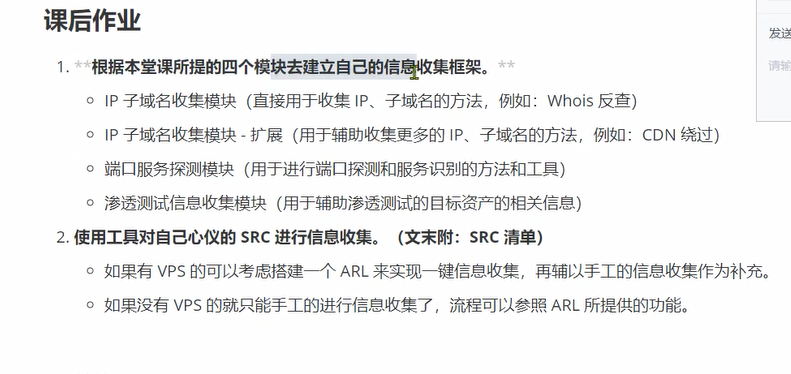 课后作业
发送
1. **根据本堂课所提的四个模块去建立自己的信息收集框架。**
请输
IP 子域名收集模块（直接用于收集 IP、子域名的方法，例如：Whois 反查）
IP 子域名收集模块 - 扩展（用于辅助收集更多的 IP、子域名的方法，例如：CDN 绕过）
端口服务探测模块（用于进行端口探测和服务识别的方法和工具）
渗透测试信息收集模块（用于辅助渗透测试的目标资产的相关信息）
2. 使用工具对自己心仪的 SRC 进行信息收集。（文末附：SRC 清单）
如果有 VPS 的可以考虑搭建一个 ARL 来实现一键信息收集，再辅以手工的信息收集作为补充。
如果没有 VPS 的就只能手工的进行信息收集了，流程可以参照 ARL 所提供的功能。